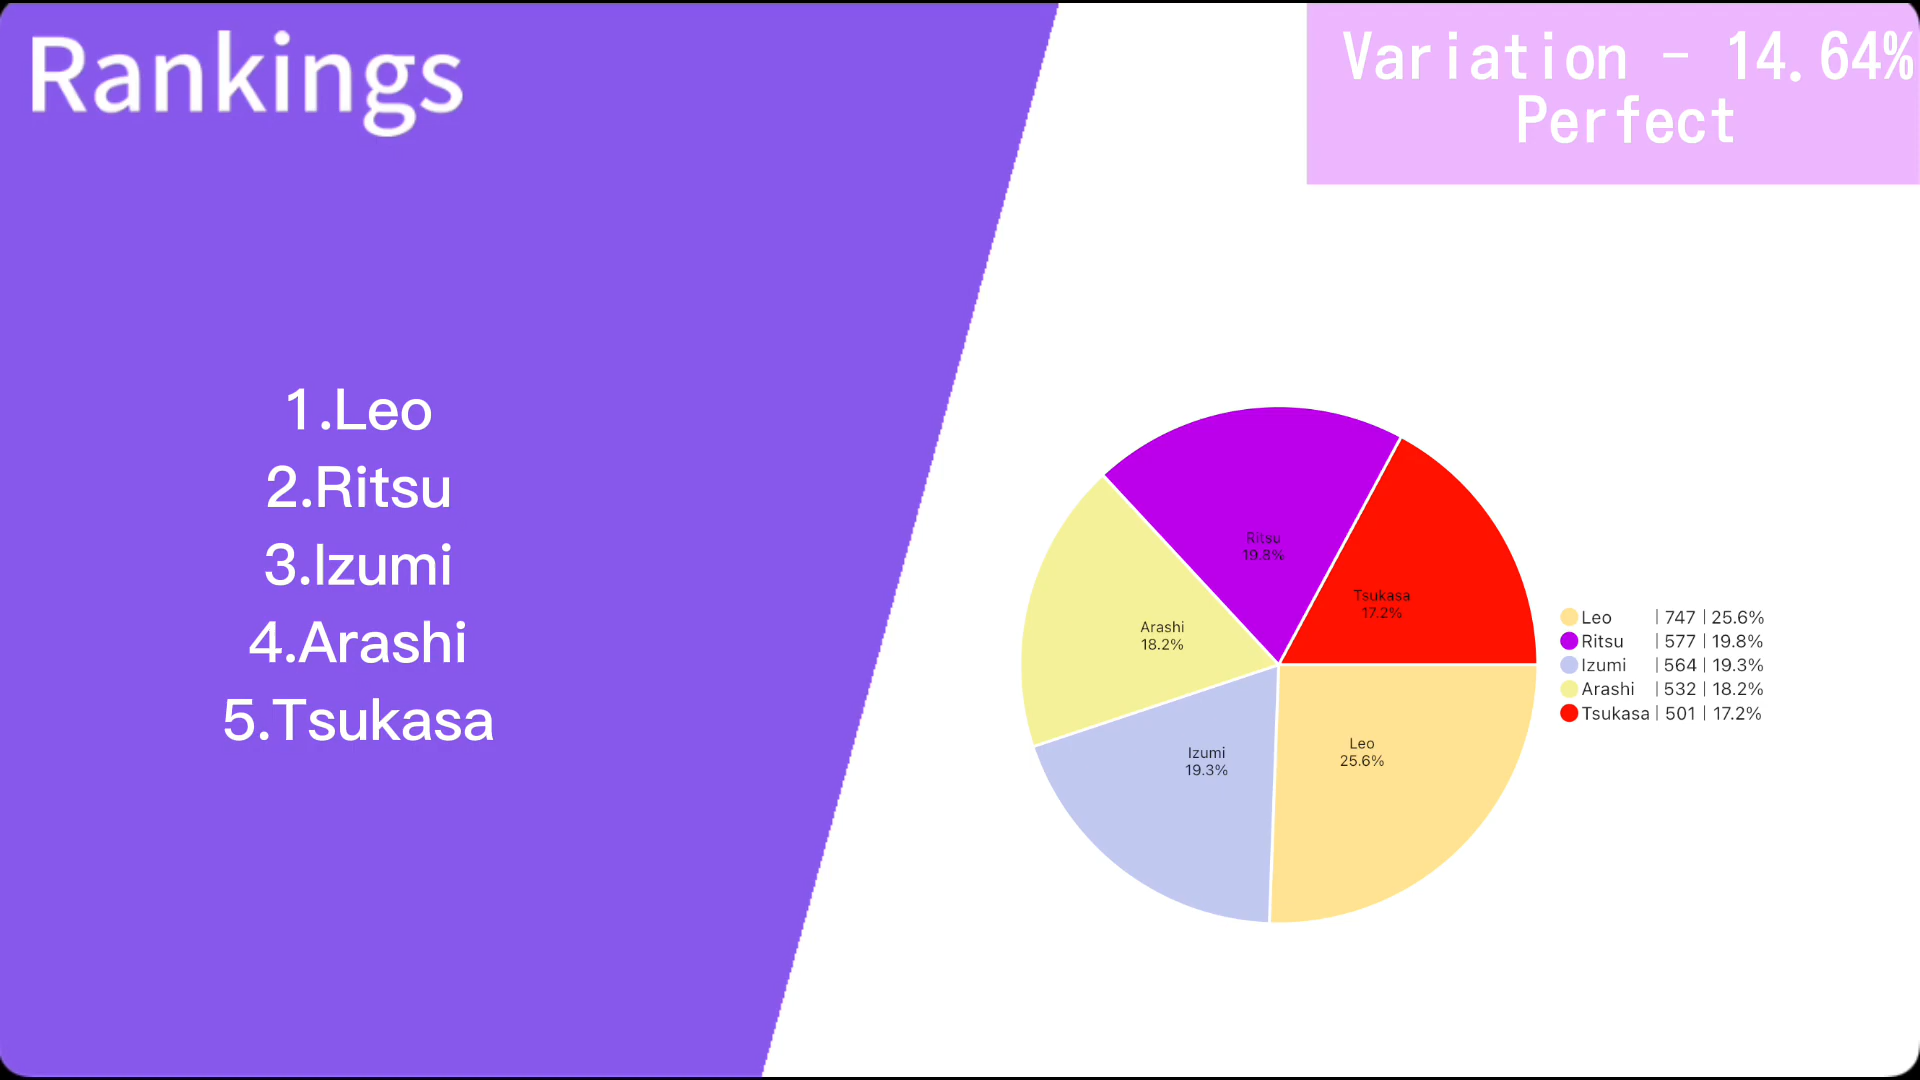 Rankings
Variation - 14.64%
Perfect
1.Leo
2.Ritsu
3.Izumi
4.Arashi
5.Tsukasa
Ritsu
19.8%
Tsukasa
17.2%
Arashi
18.2%
Leo
25.6%
Izumi
19.3%
Leo | 747 | 25.6%
Ritsu | 577 | 19.8%
Izumi | 564 | 19.3%
Arashi | 532 | 18.2%
Tsukasa | 501 | 17.2%